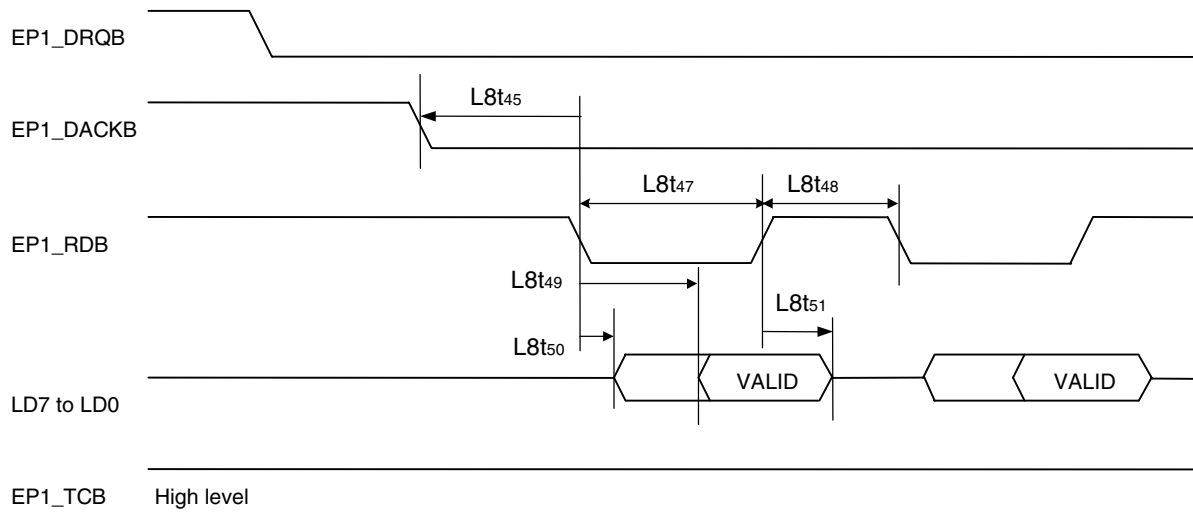 EP1_DRQB
L8t45
EP1_DACKB
L8t47
L8t48
EP1_RDB
L8t49
L8t51
L8t50
VALID
VALID
LD7 to LD0
EP1_TCB High level